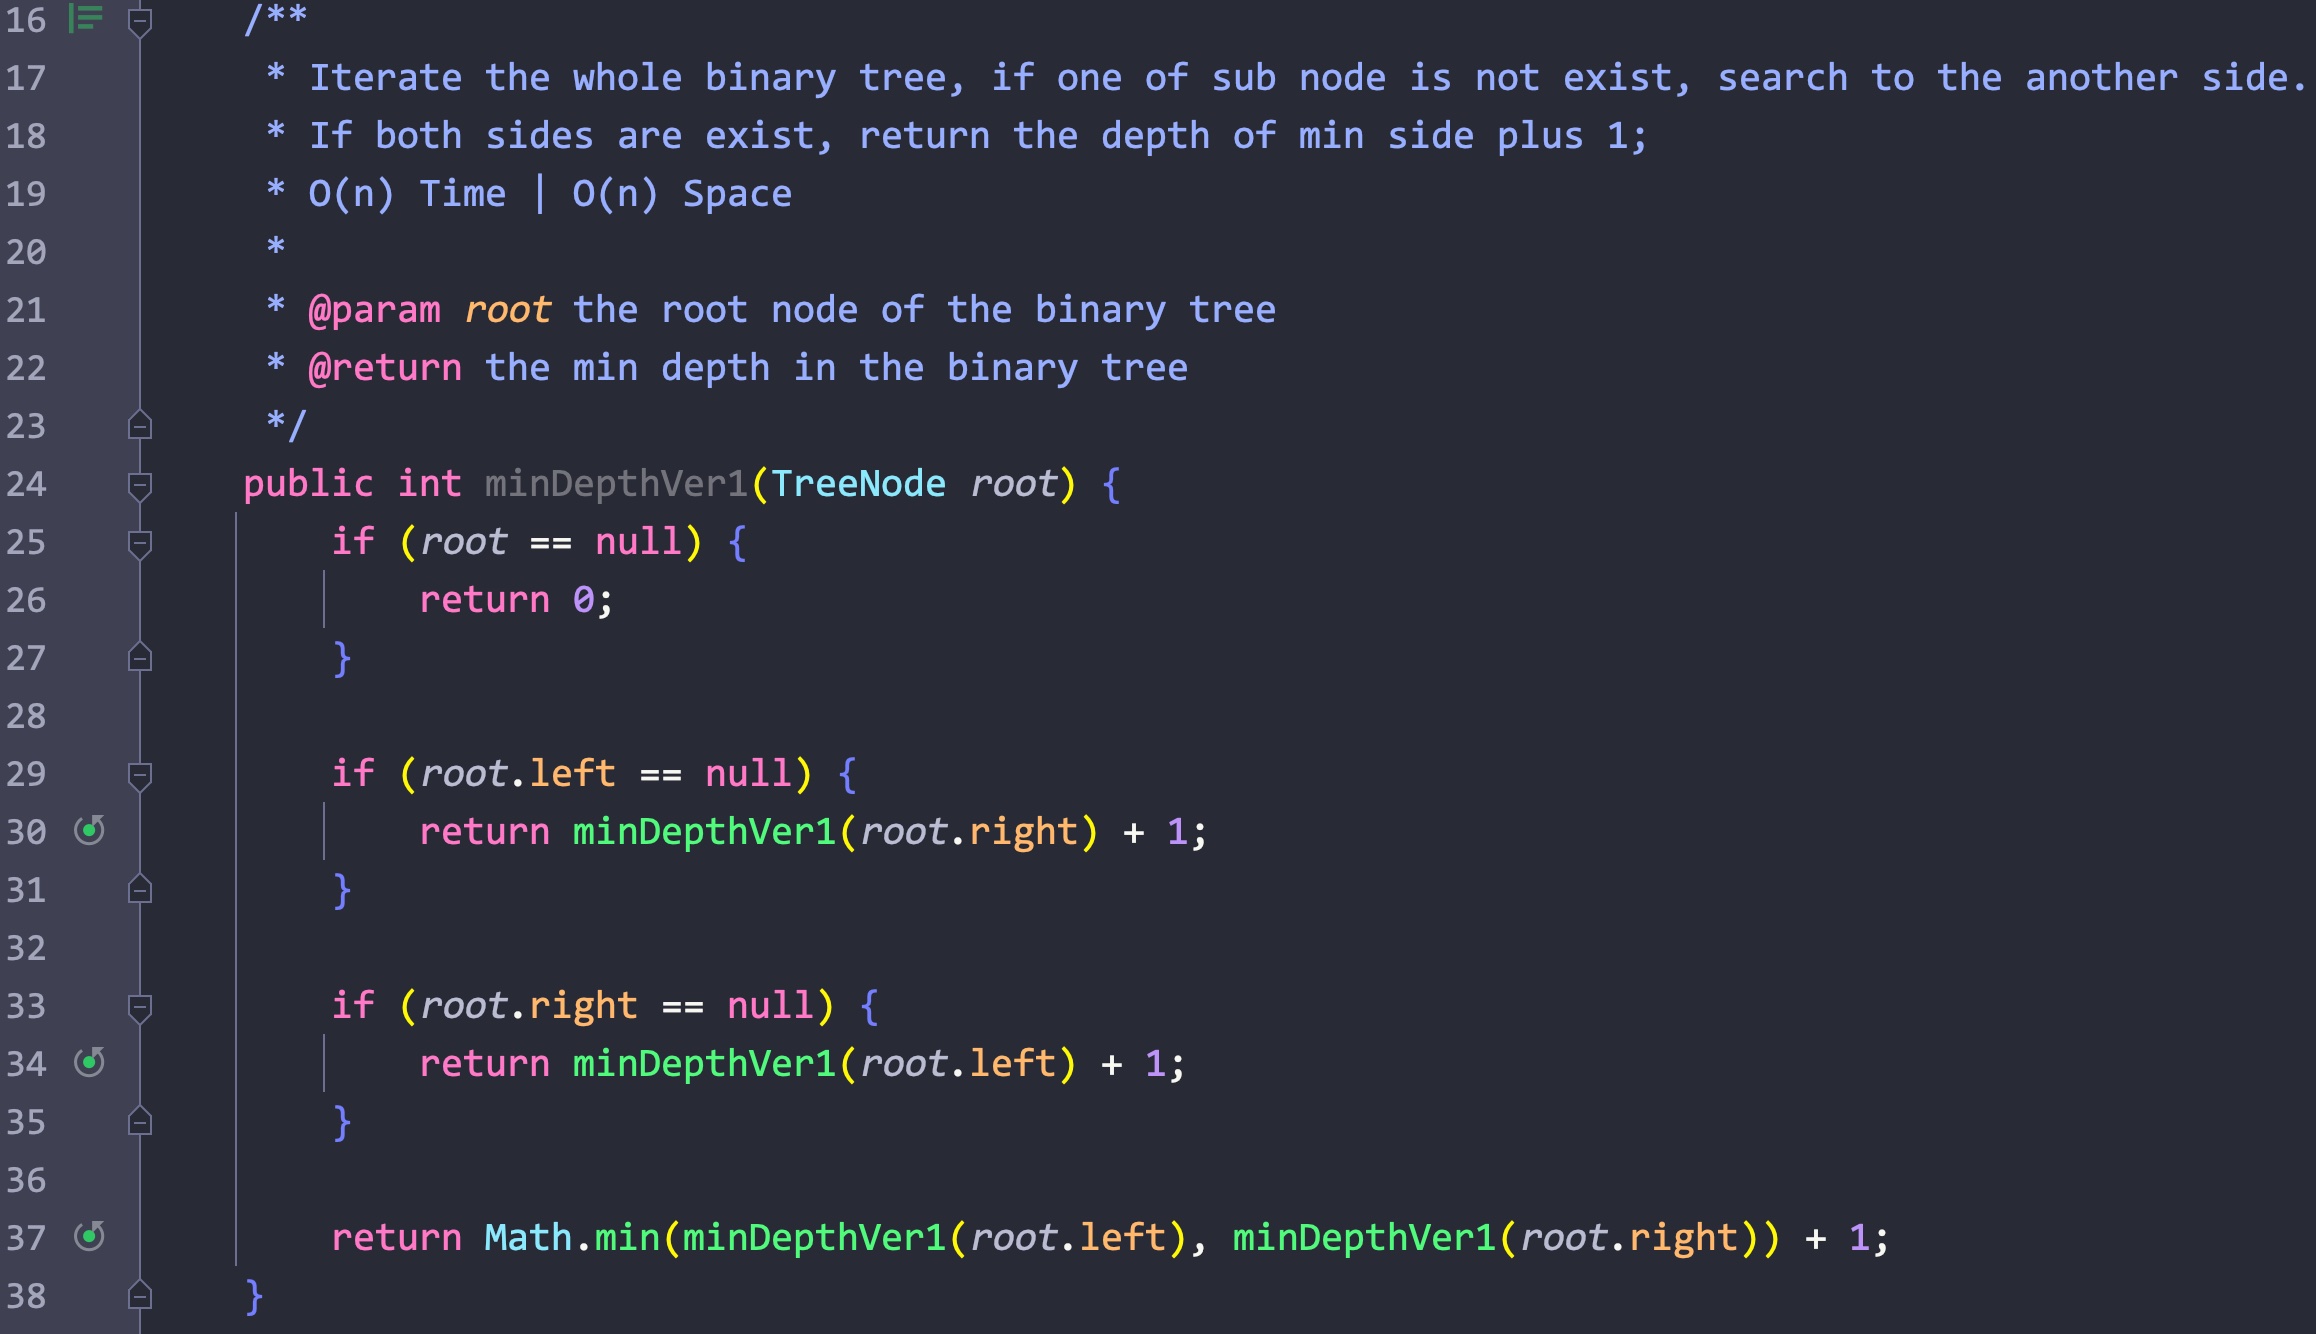 16 /**
17 * Iterate the whole binary tree, if one of sub node is not exist, search to the another side.
18 * If both sides are exist, return the depth of min side plus 1;
19 * O(n) Time | O(n) Space
20 *
21 * @param root the root node of the binary tree
22 * @return the min depth in the binary tree
23 */
24 public int minDepthVer1(TreeNode root) {
25 if (root == null) {
26 return 0;
27 }
28
29 if (root.left == null) {
30 return minDepthVer1(root.right) + 1;
31 }
32
33 if (root.right == null) {
34 return minDepthVer1(root.left) + 1;
35 }
36
37 return Math.min(minDepthVer1(root.left), minDepthVer1(root.right)) + 1;
38 }